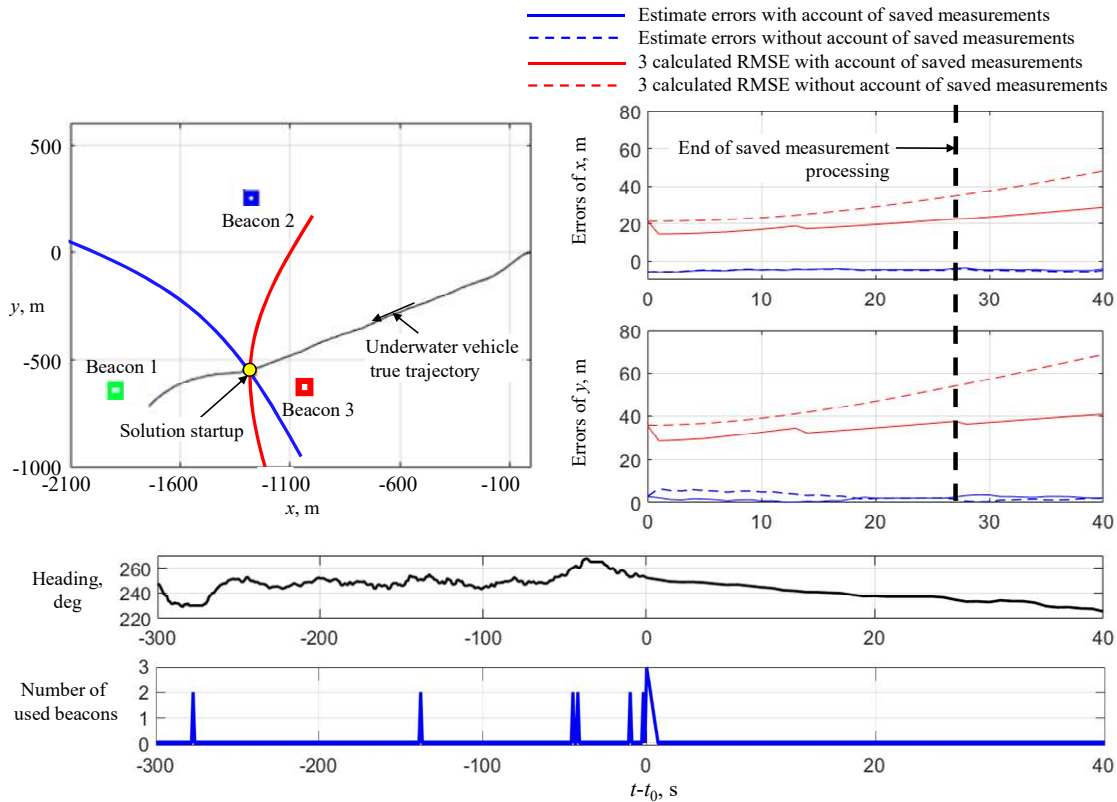 Estimate errors with account of saved measurements
Estimate errors without account of saved measurements
3 calculated RMSE with account of saved measurements
3 calculated RMSE without account of saved measurements
500
0
-500
-1000
y, m
-2100
-1600
-1100
-600
-100
x, m
Beacon 2
Beacon 1
Beacon 3
Underwater vehicle
true trajectory
Solution startup
80
60
40
20
0
Errors of x, m
End of saved measurement
processing
0
10
20
30
40
80
60
40
20
0
Errors of y, m
0
10
20
30
40
Heading,
deg
260
240
220
-300
-200
-100
0
20
40
Number of
used beacons
3
2
1
0
-300
-200
-100
0
20
40
t-t0, s